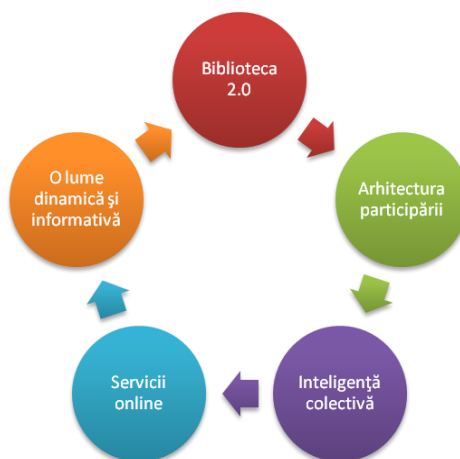 Biblioteca
2.0
Arhitectura
participării
Inteligenţă
colectivă
Servicii
online
O lume
dinamică şi
informativă